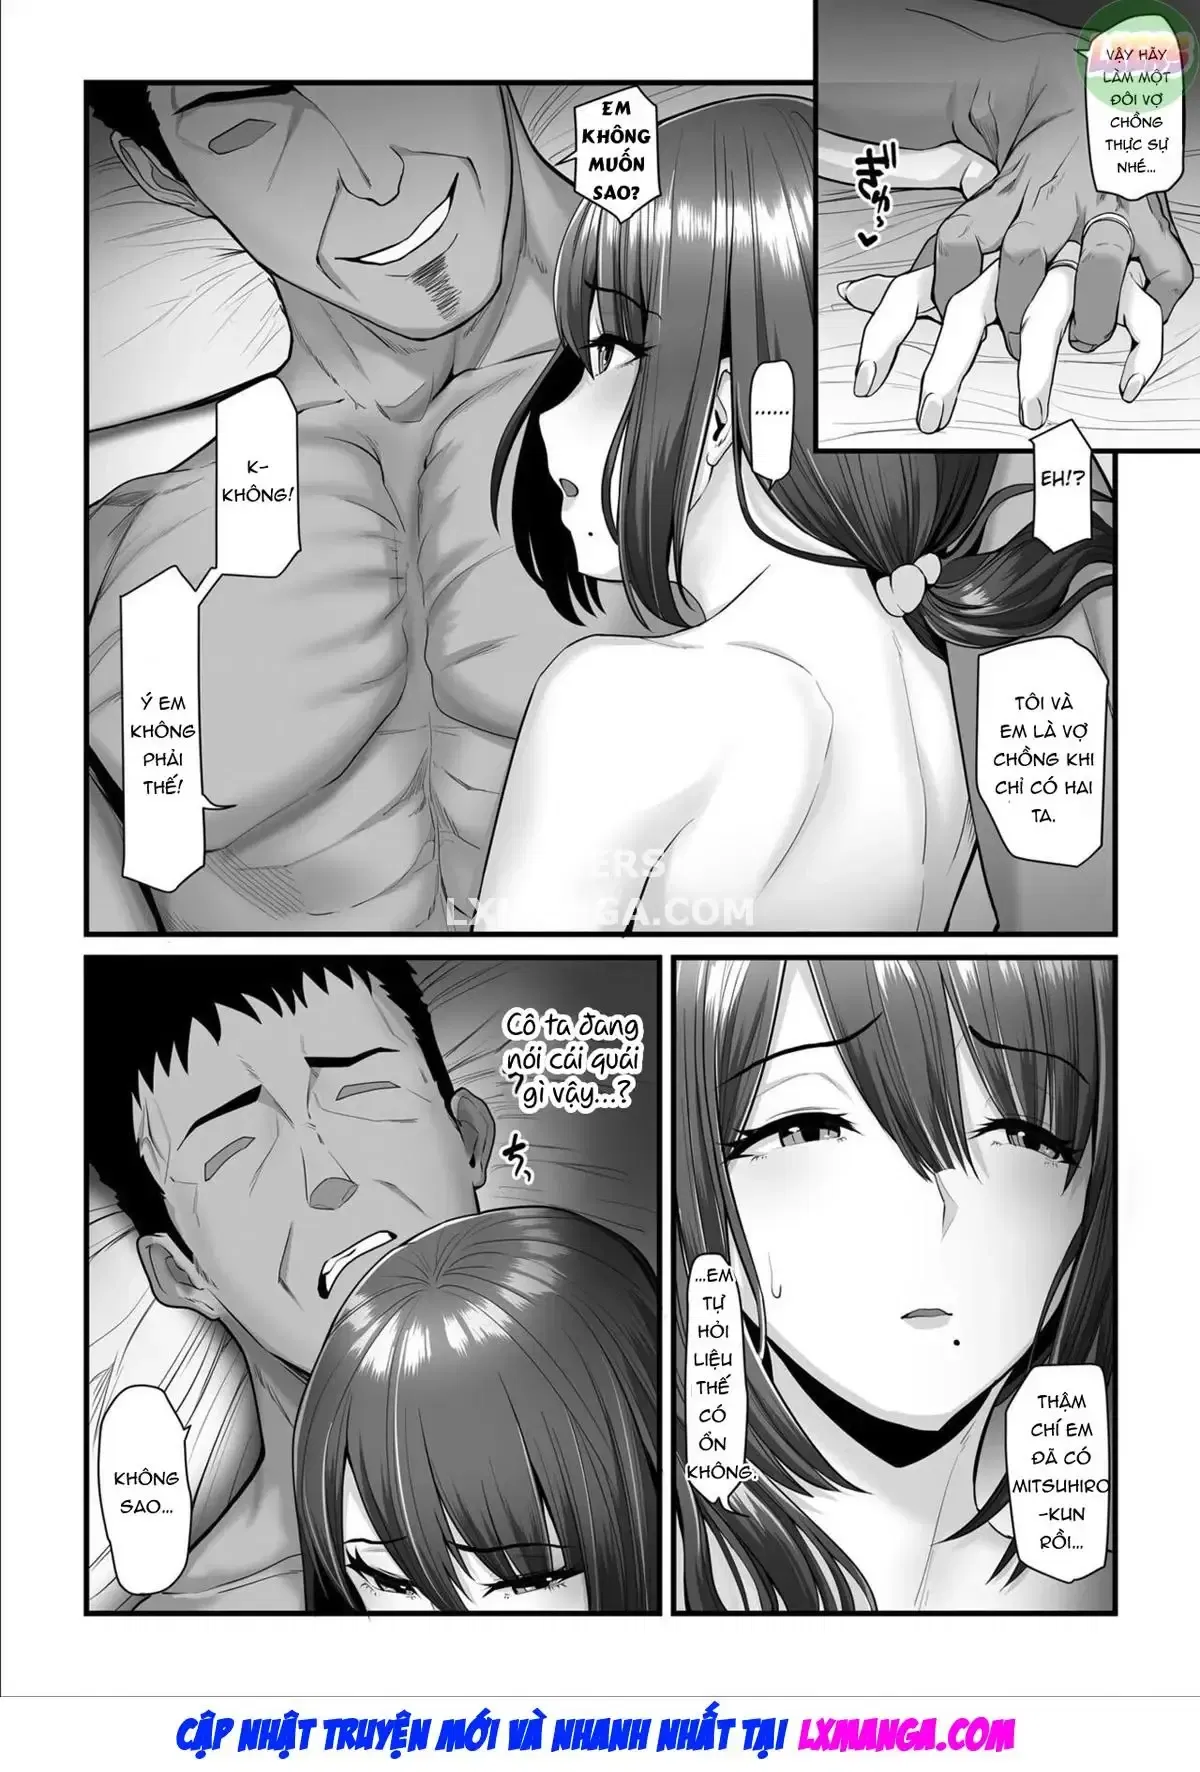 VẬY HÃY
LÀM MỘT
ĐÔI VỢ
CHỒNG
THỰC SỰ
NHÉ...
EH!?
TÔI VÀ
EM LÀ VỢ
CHỒNG KHI
CHỈ CÓ HAI
TA.
.......
EM
KHÔNG
MUỐN
SAO?
K-
KHÔNG!
Ý EM
KHÔNG
PHẢI
THẾ!
LXMANGA.COM
THẬM
CHÍ EM
ĐÃ CÓ
MITSUHIRO
-KUN
RỒI...
...EM
TỰ
HỎI
LIỆU
THẾ
CÓ
ỔN
KHÔNG.
Cô ta đang
nói cái quái
gì vậy...?
KHÔNG
SAO...
CẬP NHẬT TRUYỆN MỚI VÀ NHANH NHẤT TẠI LXMANGA.COM